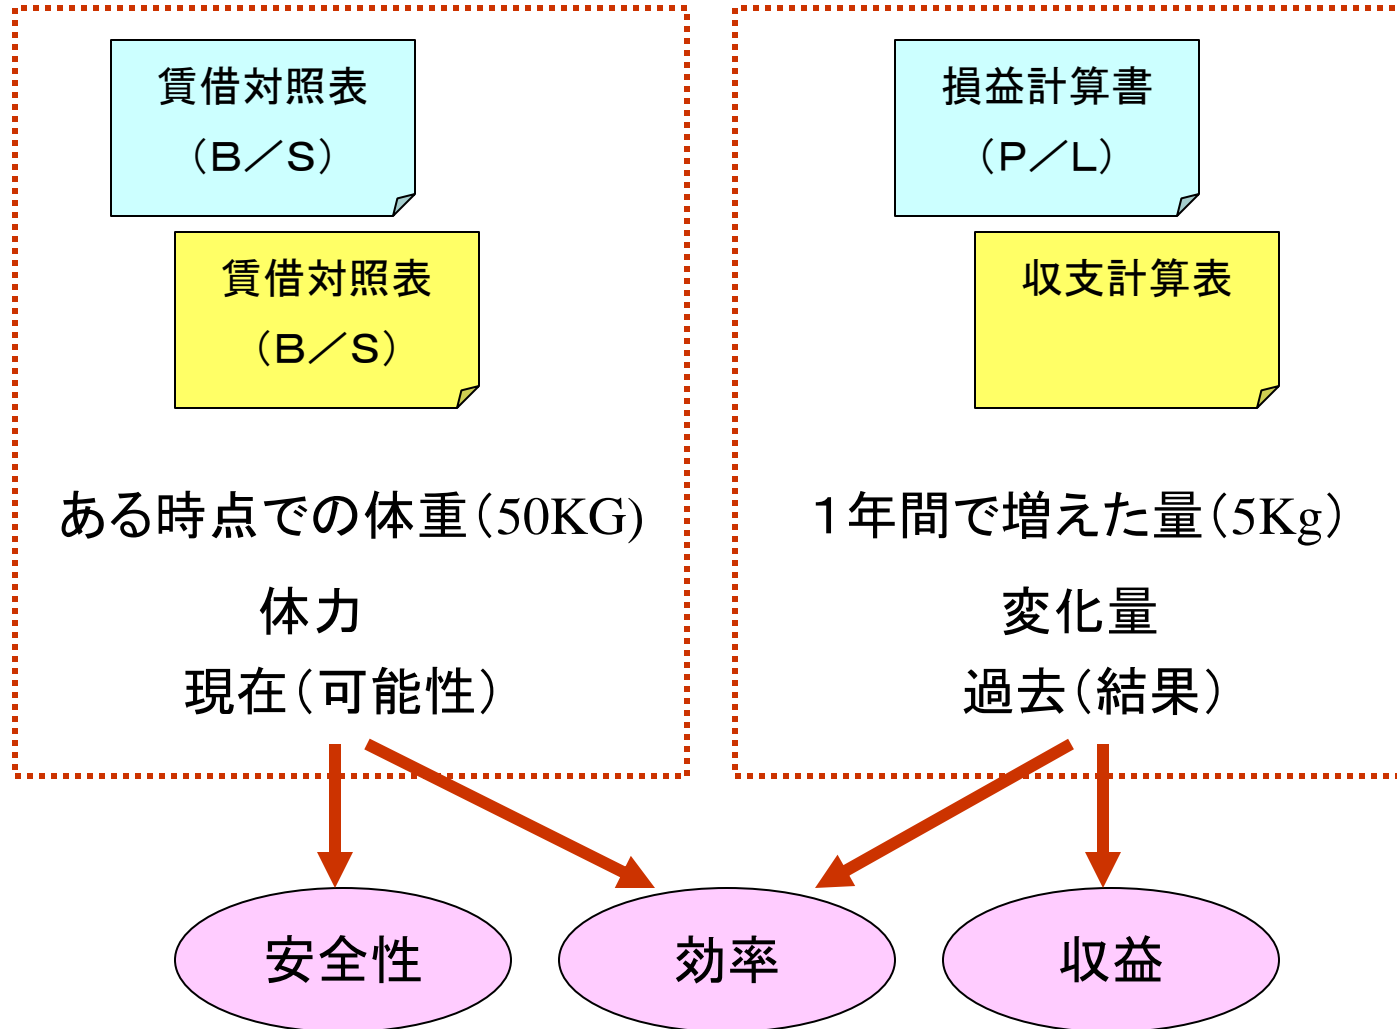 賃借対照表
（Ｂ／Ｓ）
賃借対照表
（Ｂ／Ｓ）
ある時点での体重（50KG)
体力
現在（可能性）
損益計算書
（Ｐ／Ｌ）
収支計算表
１年間で増えた量（5Kg）
変化量
過去（結果）
安全性
効率
収益